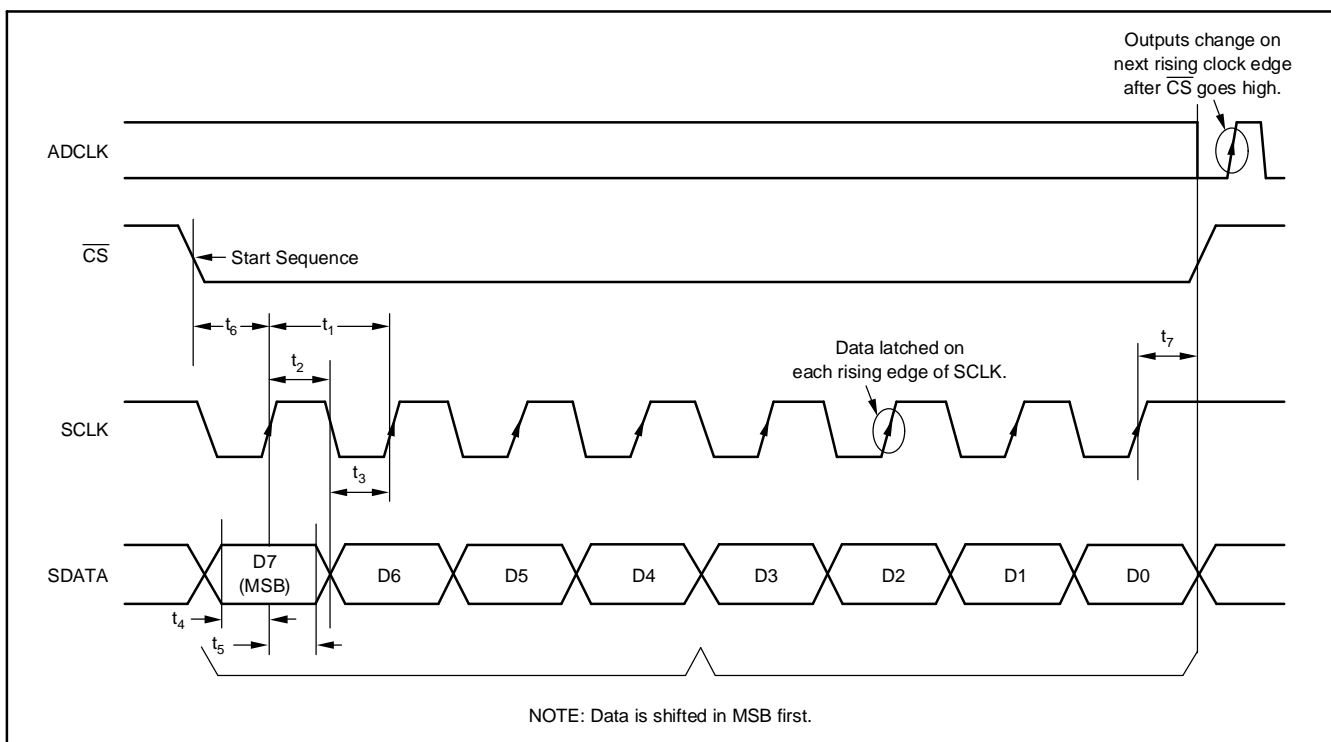 Outputs change on
next rising clock edge
after C̅S̅ goes high.
ADCLK
C̅S̅
Start Sequence
t6
t1
t2
t7
Data latched on
each rising edge of SCLK.
SCLK
t3
SDATA
D7
(MSB)
D6
D5
D4
D3
D2
D1
D0
t4
t5
NOTE: Data is shifted in MSB first.